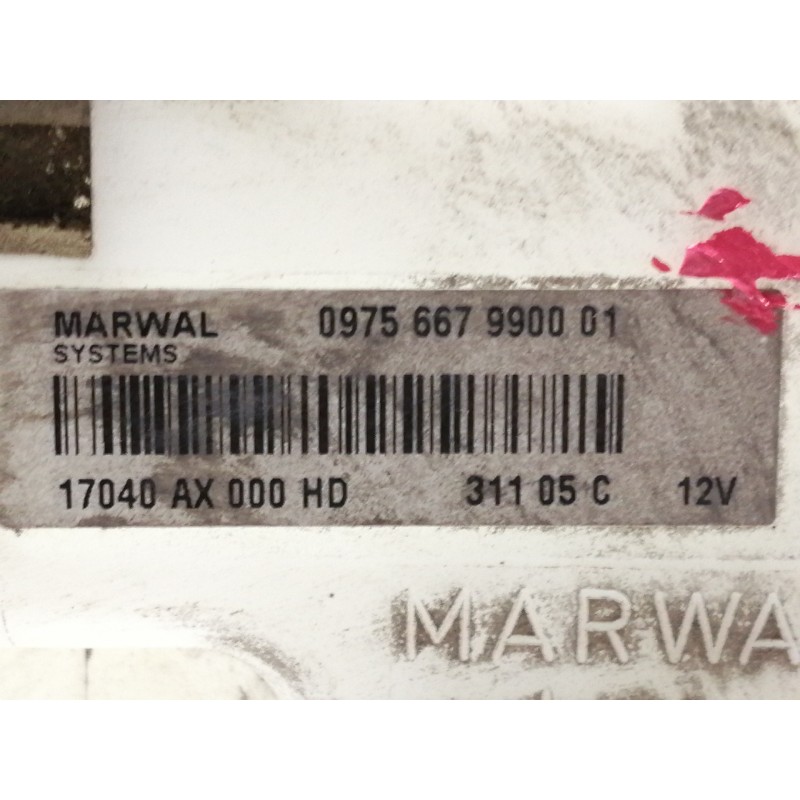 MARWAL 0975 667 9900 01
SYSTEMS
17040 AX 000 HD 311 05 C 12V
MARWA